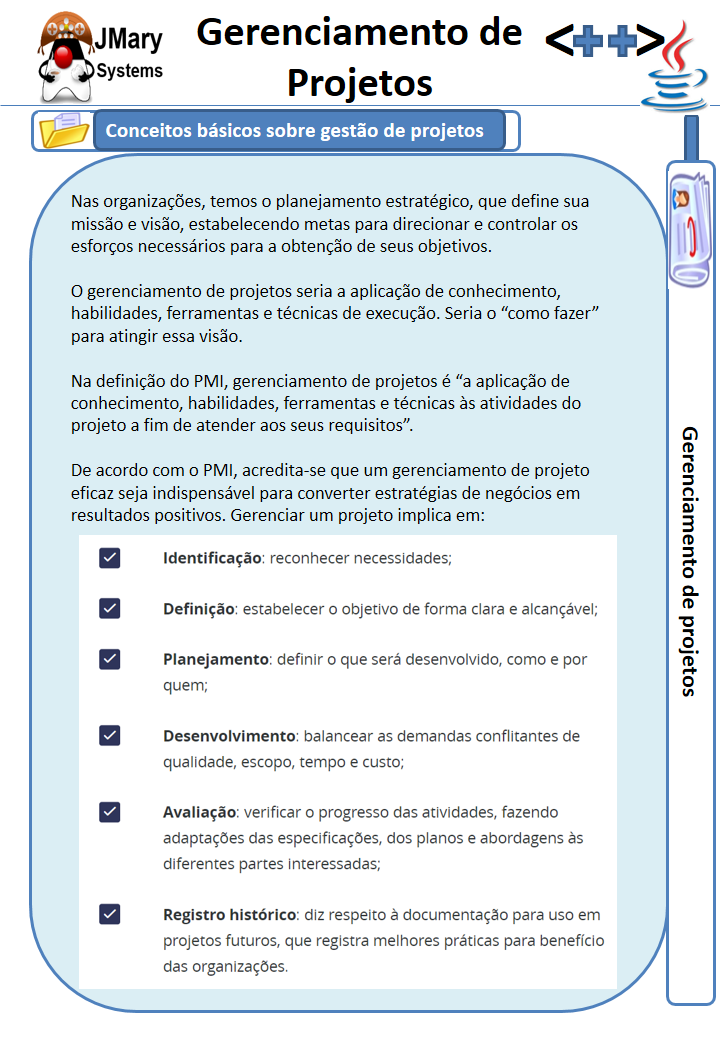 JMary
Systems
Gerenciamento de
Projetos
<++>
Conceitos básicos sobre gestão de projetos
Nas organizações, temos o planejamento estratégico, que define sua
missão e visão, estabelecendo metas para direcionar e controlar os
esforços necessários para a obtenção de seus objetivos.
O gerenciamento de projetos seria a aplicação de conhecimento,
habilidades, ferramentas e técnicas de execução. Seria o “como fazer”
para atingir essa visão.
Na definição do PMI, gerenciamento de projetos é “a aplicação de
conhecimento, habilidades, ferramentas e técnicas às atividades do
projeto a fim de atender aos seus requisitos”.
De acordo com o PMI, acredita-se que um gerenciamento de projeto
eficaz seja indispensável para converter estratégias de negócios em
resultados positivos. Gerenciar um projeto implica em:
Identificação: reconhecer necessidades;
Definição: estabelecer o objetivo de forma clara e alcançável;
Planejamento: definir o que será desenvolvido, como e por
quem;
Desenvolvimento: balancear as demandas conflitantes de
qualidade, escopo, tempo e custo;
Avaliação: verificar o progresso das atividades, fazendo
adaptações das especificações, dos planos e abordagens às
diferentes partes interessadas;
Registro histórico: diz respeito à documentação para uso em
projetos futuros, que registra melhores práticas para benefício
das organizações.
Gerenciamento de projetos